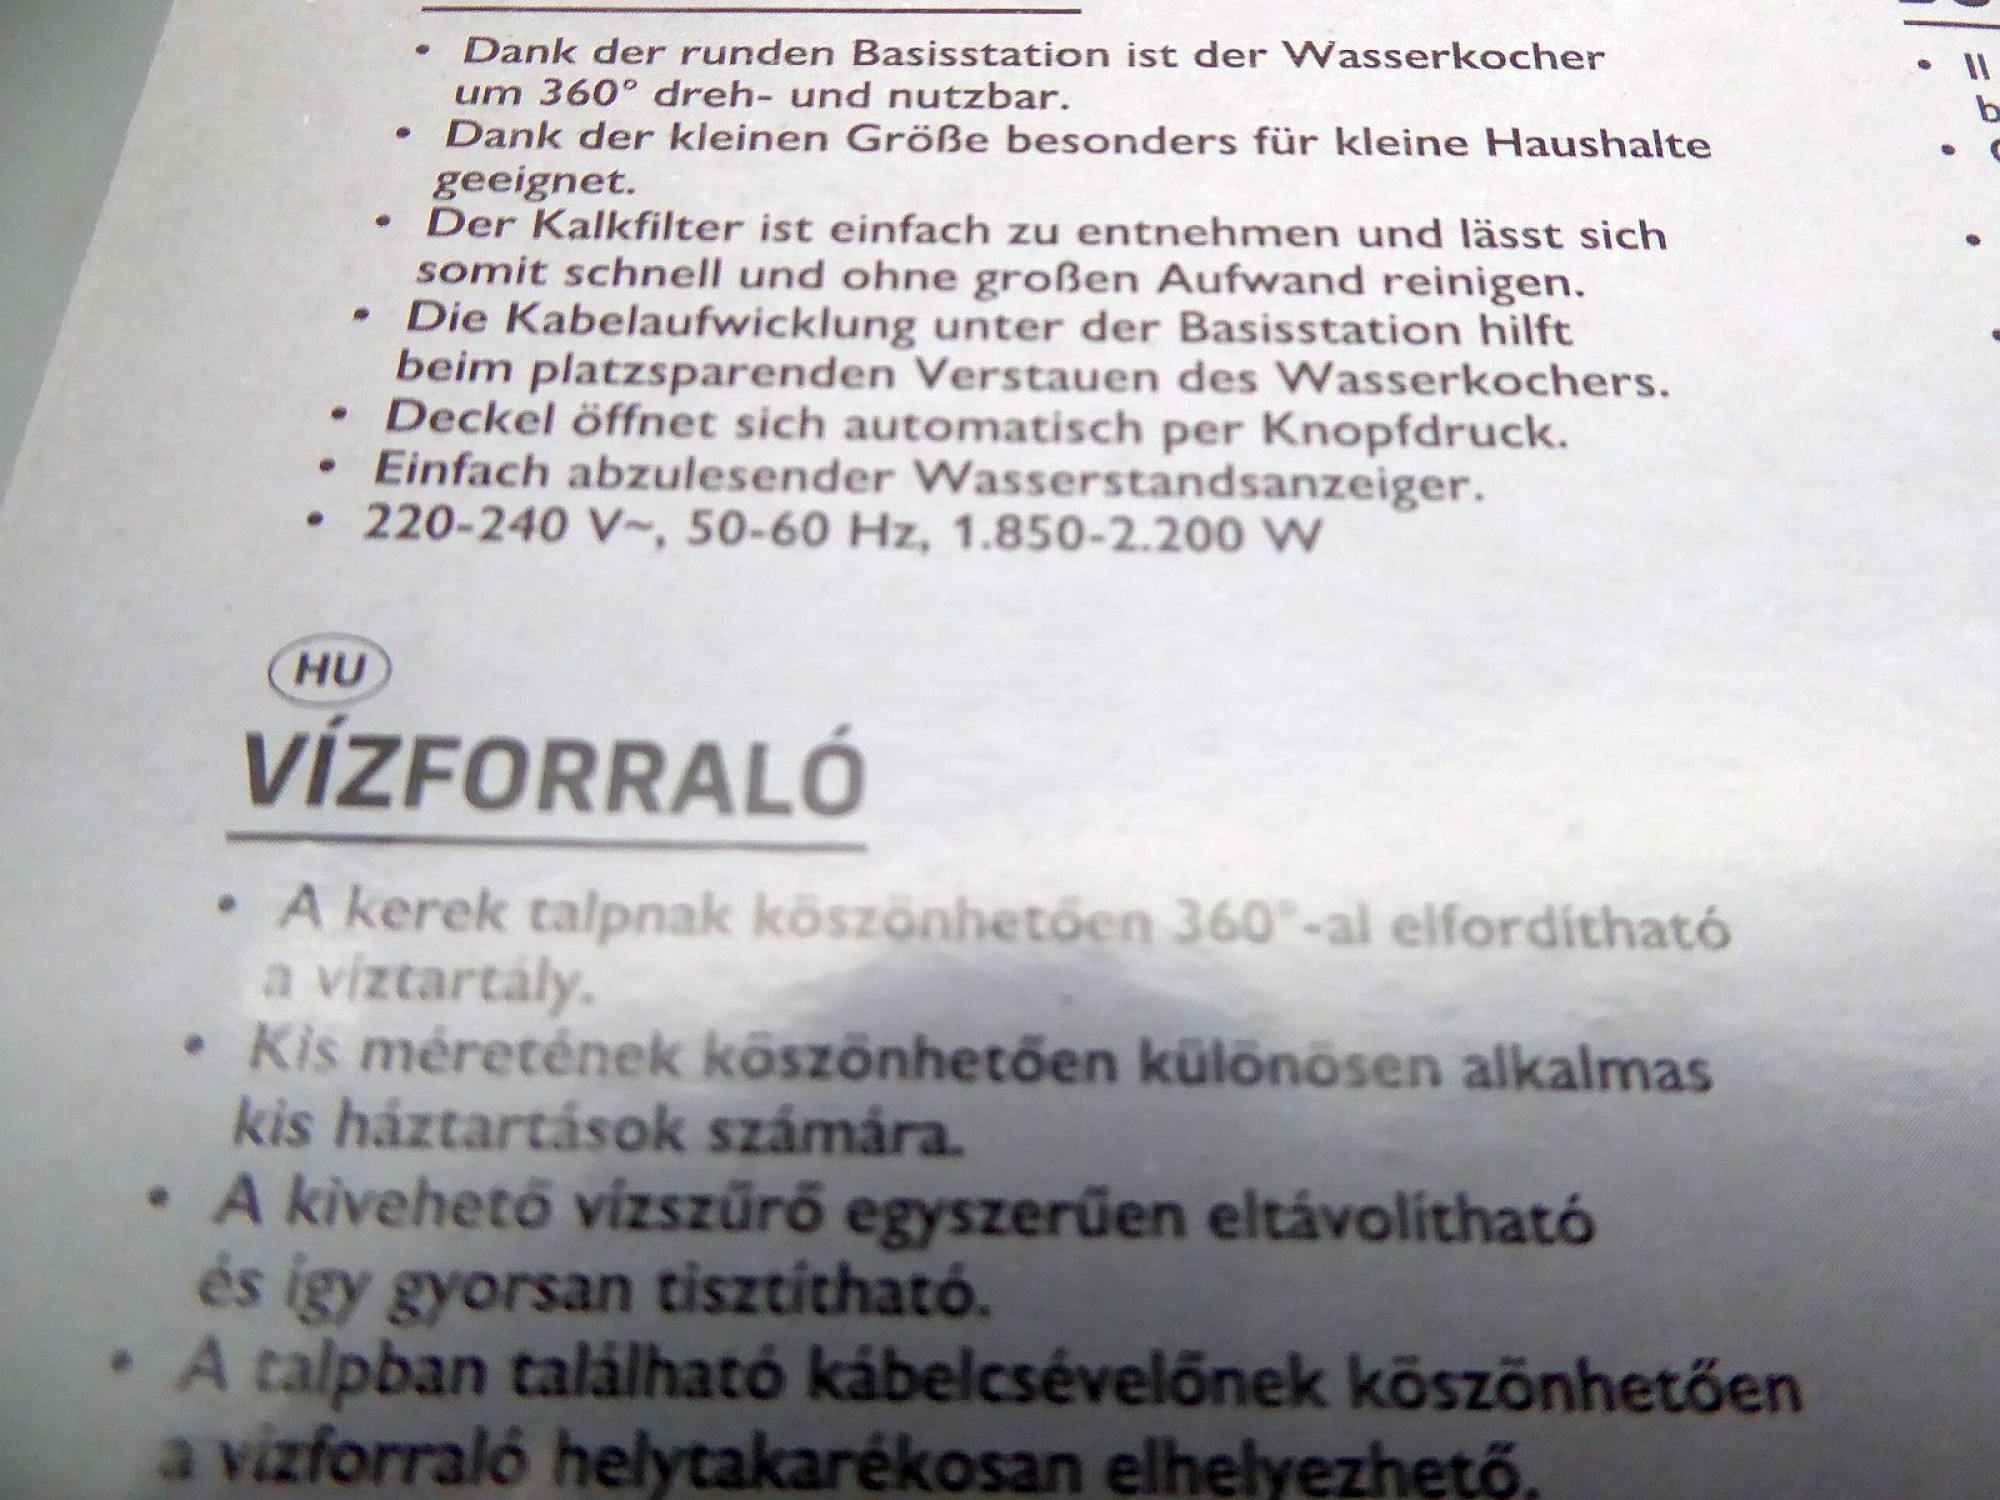 • Dank der runden Basisstation ist der Wasserkocher
um 360° dreh- und nutzbar.
• Dank der kleinen Größe besonders für kleine Haushalte
geeignet.
• Der Kalkfilter ist einfach zu entnehmen und lässt sich
somit schnell und ohne großen Aufwand reinigen.
• Die Kabelaufwicklung unter der Basisstation hilft
beim platzsparenden Verstauen des Wasserkochers.
• Deckel öffnet sich automatisch per Knopfdruck.
• Einfach abzulesender Wasserstandsanzeiger.
• 220-240 V~, 50-60 Hz, 1.850-2.200 W
HU
VÍZFORRALÓ
• A kerek talpnak köszönhetően 360°-al elfordítható
a víztartály.
• Kis méretének köszönhetően különösen alkalmas
kis háztartások számára.
• A kivehető vízszűrő egyszerűen eltávolítható
és így gyorsan tisztítható.
• A talpban található kábelcsévelőnek köszönhetően
a vízforraló helytakarékosan elhelyezhető.